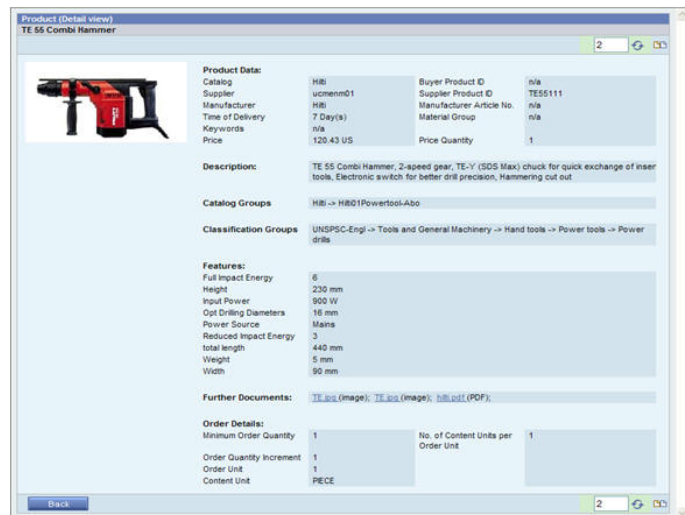 Product (Detail view)
TE 55 Combi Hammer
2
Product Data:
Catalog Hilti Buyer Product ID n/a
Supplier ucmenm01 Supplier Product ID TE55111
Manufacturer Hilti Manufacturer Article No. n/a
Time of Delivery 7 Day(s) Material Group n/a
Keywords n/a
Price 120.43 US Price Quantity 1
Description: TE 55 Combi Hammer, 2-speed gear, TE-Y (SDS Max) chuck for quick exchange of inser
tools, Electronic switch for better drill precision, Hammering cut out
Catalog Groups Hilti -> Hilti01Powertool-Abo
Classification Groups UNSPSC-Engl -> Tools and General Machinery -> Hand tools -> Power tools -> Power
drills
Features:
Full Impact Energy 6
Height 230 mm
Input Power 900 W
Opt Drilling Diameters 16 mm
Power Source Mains
Reduced Impact Energy 3
total length 440 mm
Weight 5 mm
Width 90 mm
Further Documents: TE.jpg (image); TE.jpg (image); hilti.pdf (PDF);
Order Details:
Minimum Order Quantity 1 No. of Content Units per 1
Order Unit
Order Quantity Increment 1
Order Unit 1
Content Unit PIECE
Back 2